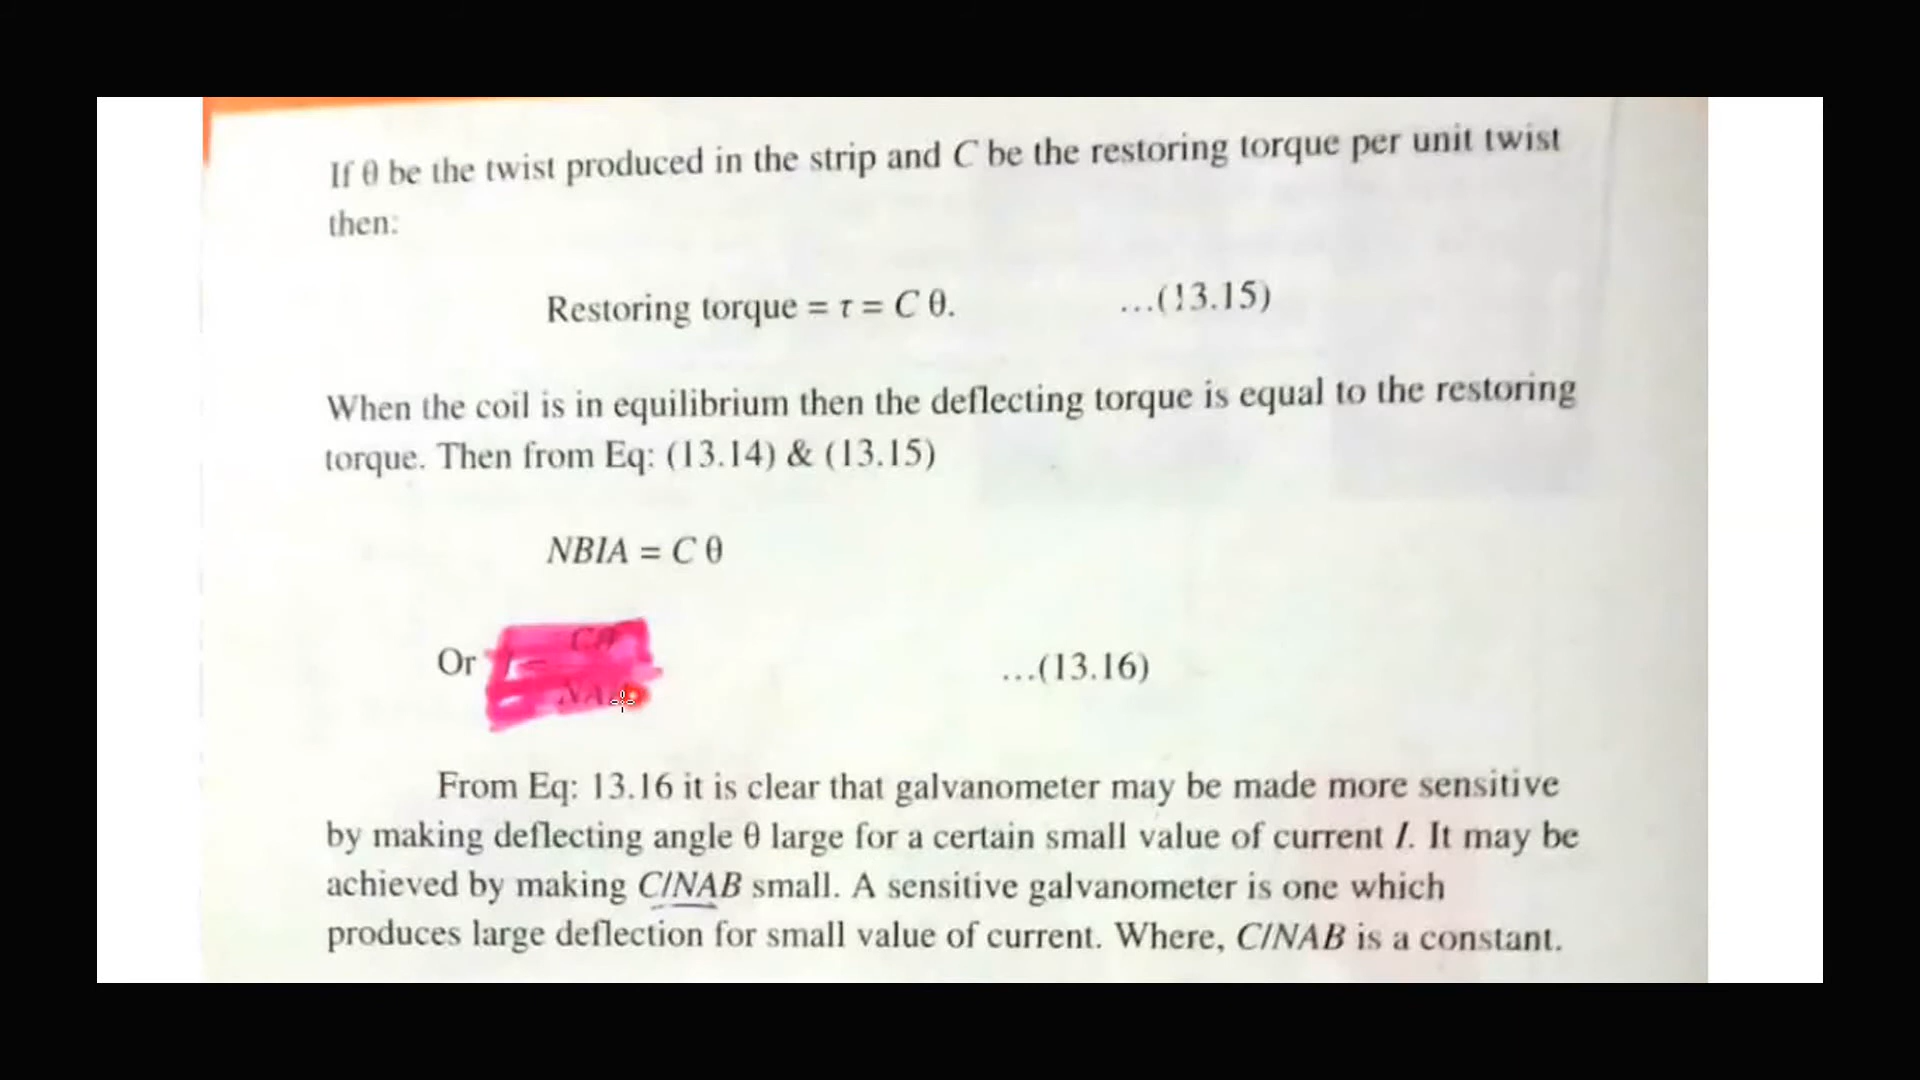 If θ be the twist produced in the strip and C be the restoring torque per unit twist
then:
Restoring torque = τ = C θ. ...(13.15)
When the coil is in equilibrium then the deflecting torque is equal to the restoring
torque. Then from Eq: (13.14) & (13.15)
NBIA = C θ
Cθ
Or I = ...(13.16)
From Eq: 13.16 it is clear that galvanometer may be made more sensitive
by making deflecting angle θ large for a certain small value of current I. It may be
achieved by making C/NAB small. A sensitive galvanometer is one which
produces large deflection for small value of current. Where, C/NAB is a constant.